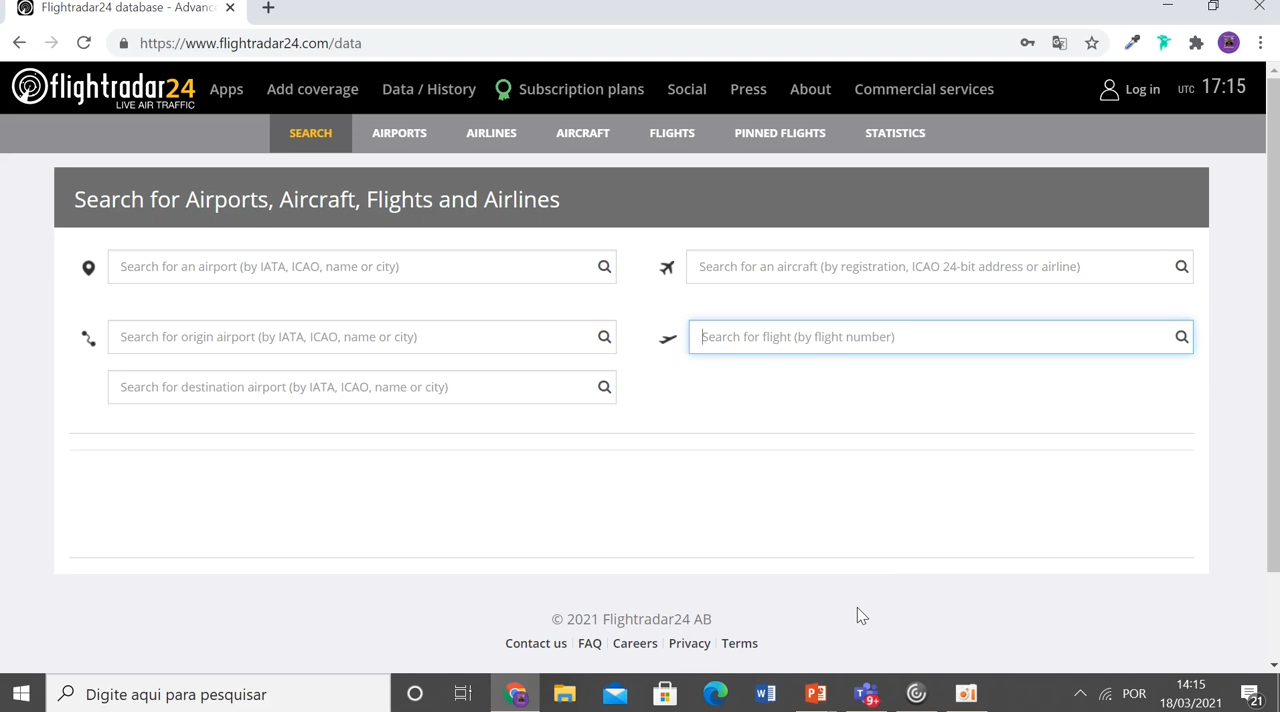 Flightradar24 database - Advanc
https://www.flightradar24.com/data
flightradar24
LIVE AIR TRAFFIC
Apps
Add coverage
Data / History
Subscription plans
Social
Press
About
Commercial services
Log in
UTC 17:15
SEARCH
AIRPORTS
AIRLINES
AIRCRAFT
FLIGHTS
PINNED FLIGHTS
STATISTICS
Search for Airports, Aircraft, Flights and Airlines
Search for an airport (by IATA, ICAO, name or city)
Search for an aircraft (by registration, ICAO 24-bit address or airline)
Search for origin airport (by IATA, ICAO, name or city)
Search for flight (by flight number)
Search for destination airport (by IATA, ICAO, name or city)
© 2021 Flightradar24 AB
Contact us
FAQ
Careers
Privacy
Terms
Digite aqui para pesquisar
9+
POR
14:15
18/03/2021
21